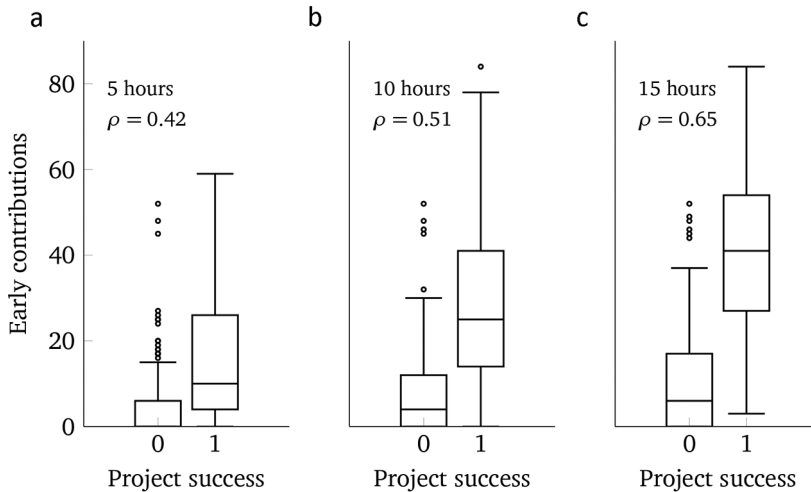 a
5 hours
ρ = 0.42
Early contributions
80
60
40
20
0
0 1
Project success
b
10 hours
ρ = 0.51
0 1
Project success
c
15 hours
ρ = 0.65
0 1
Project success